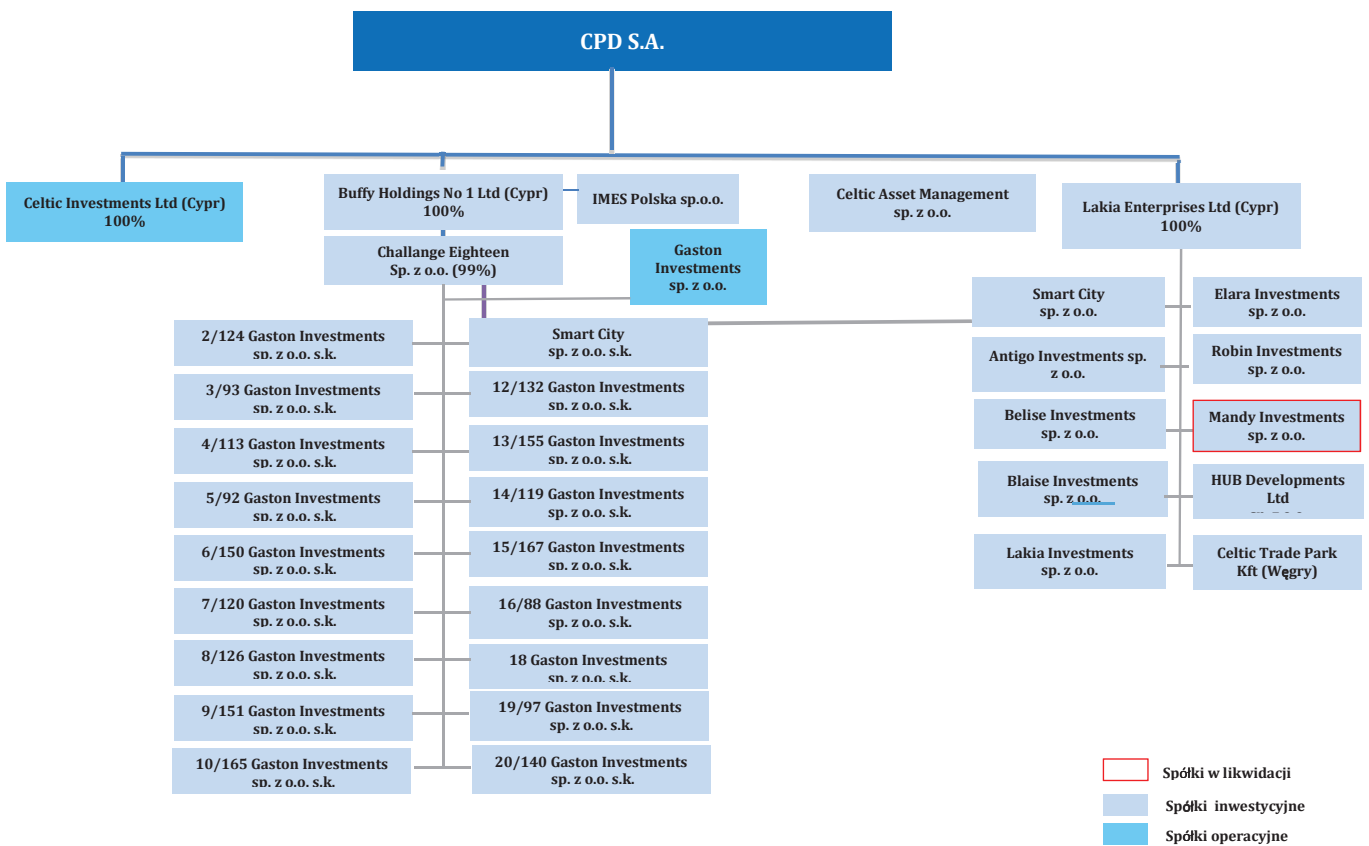 CPD S.A.
Celtic Investments Ltd (Cypr)
100%
Buffy Holdings No 1 Ltd (Cypr)
100%
IMES Polska sp.o.o.
Celtic Asset Management
sp. z o.o.
Lakia Enterprises Ltd (Cypr)
100%
Challange Eighteen
Sp. z o.o. (99%)
Gaston
Investments
sp. z o.o.
2/124 Gaston Investments
sp. z o.o. s.k.
3/93 Gaston Investments
sp. z o.o. s.k.
4/113 Gaston Investments
sp. z o.o. s.k.
5/92 Gaston Investments
sp. z o.o. s.k.
6/150 Gaston Investments
sp. z o.o. s.k.
7/120 Gaston Investments
sp. z o.o. s.k.
8/126 Gaston Investments
sp. z o.o. s.k.
9/151 Gaston Investments
sp. z o.o. s.k.
10/165 Gaston Investments
sp. z o.o. s.k.
Smart City
sp. z o.o. s.k.
12/132 Gaston Investments
sp. z o.o. s.k.
13/155 Gaston Investments
sp. z o.o. s.k.
14/119 Gaston Investments
sp. z o.o. s.k.
15/167 Gaston Investments
sp. z o.o. s.k.
16/88 Gaston Investments
sp. z o.o. s.k.
18 Gaston Investments
sp. z o.o. s.k.
19/97 Gaston Investments
sp. z o.o. s.k.
20/140 Gaston Investments
sp. z o.o. s.k.
Smart City
sp. z o.o.
Antigo Investments sp.
z o.o.
Belise Investments
sp. z o.o.
Blaise Investments
sp. z o.o.
Lakia Investments
sp. z o.o.
Elara Investments
sp. z o.o.
Robin Investments
sp. z o.o.
Mandy Investments
sp. z o.o.
HUB Developments
Ltd
Celtic Trade Park
Kft (Węgry)
Spółki w likwidacji
Spółki inwestycyjne
Spółki operacyjne